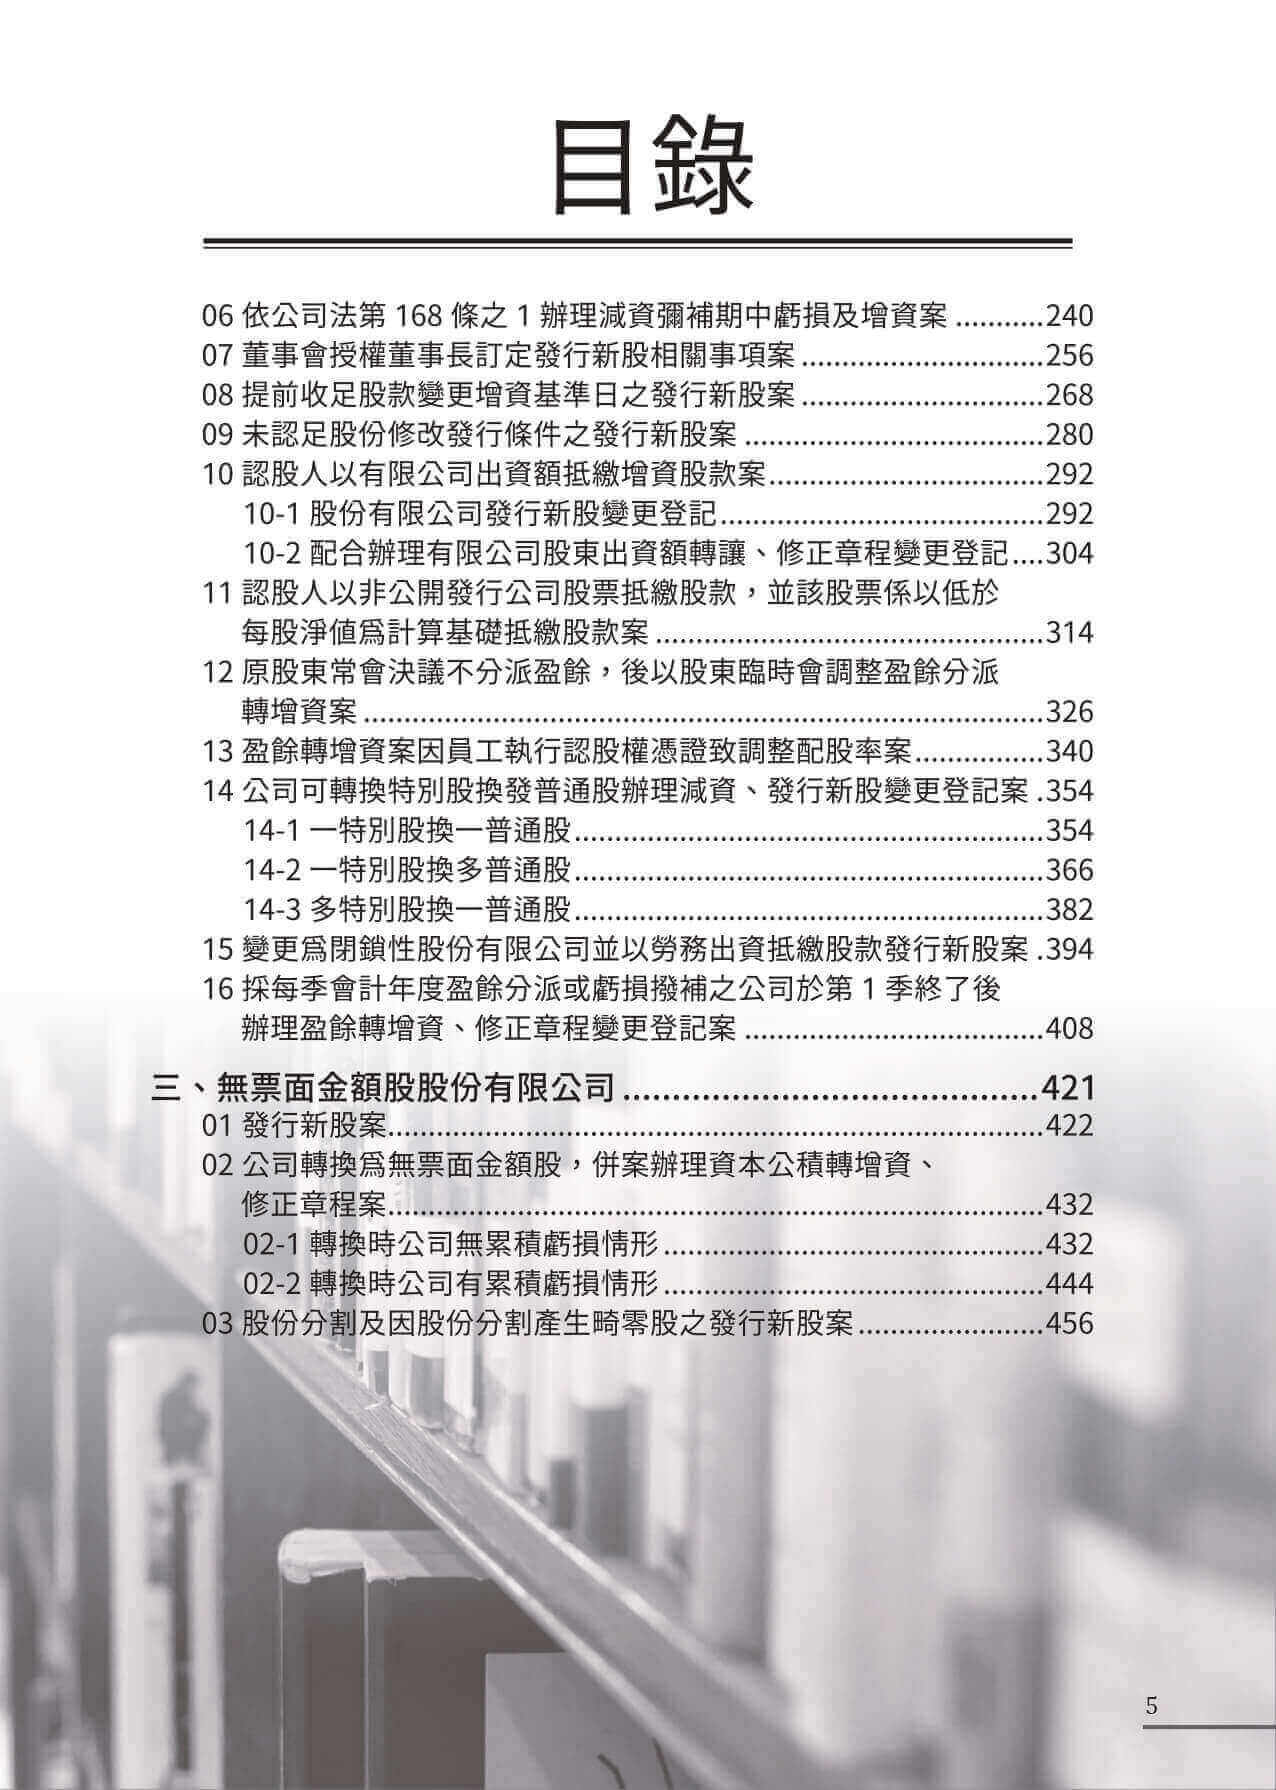 目錄
06 依公司法第 168 條之 1 辦理減資彌補期中虧損及增資案 ...........240
07 董事會授權董事長訂定發行新股相關事項案 ..............................256
08 提前收足股款變更增資基準日之發行新股案 ..............................268
09 未認足股份修改發行條件之發行新股案 .....................................280
10 認股人以有限公司出資額抵繳增資股款案..................................292
10-1 股份有限公司發行新股變更登記........................................292
10-2 配合辦理有限公司股東出資額轉讓、修正章程變更登記....304
11 認股人以非公開發行公司股票抵繳股款，並該股票係以低於
每股淨值為計算基礎抵繳股款案 ................................................314
12 原股東常會決議不分派盈餘，後以股東臨時會調整盈餘分派
轉增資案 ....................................................................................326
13 盈餘轉增資案因員工執行認股權憑證致調整配股率案................340
14 公司可轉換特別股換發普通股辦理減資、發行新股變更登記案 .354
14-1 一特別股換一普通股..........................................................354
14-2 一特別股換多普通股..........................................................366
14-3 多特別股換一普通股..........................................................382
15 變更為閉鎖性股份有限公司並以勞務出資抵繳股款發行新股案 .394
16 採每季會計年度盈餘分派或虧損撥補之公司於第 1 季終了後
辦理盈餘轉增資、修正章程變更登記案 .....................................408
三、無票面金額股股份有限公司 .........................................421
01 發行新股案.................................................................................422
02 公司轉換為無票面金額股，併案辦理資本公積轉增資、
修正章程案.................................................................................432
02-1 轉換時公司無累積虧損情形...............................................432
02-2 轉換時公司有累積虧損情形...............................................444
03 股份分割及因股份分割產生畸零股之發行新股案.......................456
5